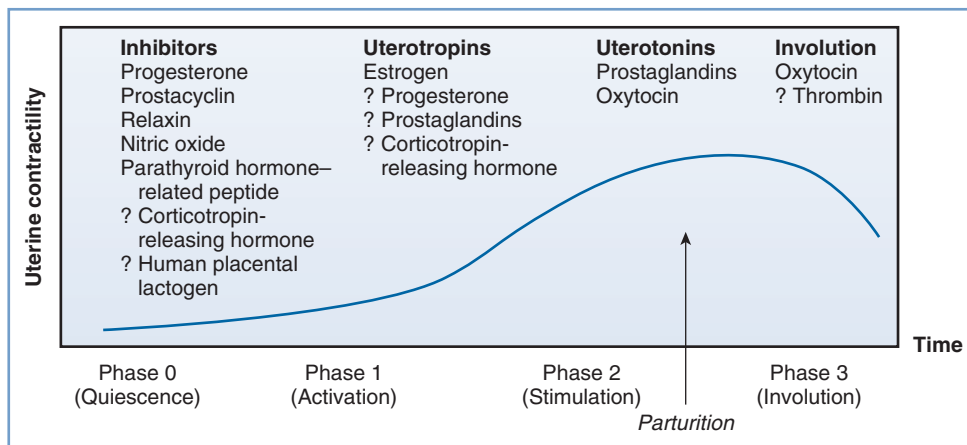 Inhibitors
Progesterone
Prostacyclin
Relaxin
Nitric oxide
Parathyroid hormone–
related peptide
? Corticotropin-
releasing hormone
? Human placental
lactogen
Uterotropins
Estrogen
? Progesterone
? Prostaglandins
? Corticotropin-
releasing hormone
Uterotonins
Prostaglandins
Oxytocin
Involution
Oxytocin
? Thrombin
Uterine contractility
Time
Phase 0
(Quiescence)
Phase 1
(Activation)
Phase 2
(Stimulation)
Parturition
Phase 3
(Involution)